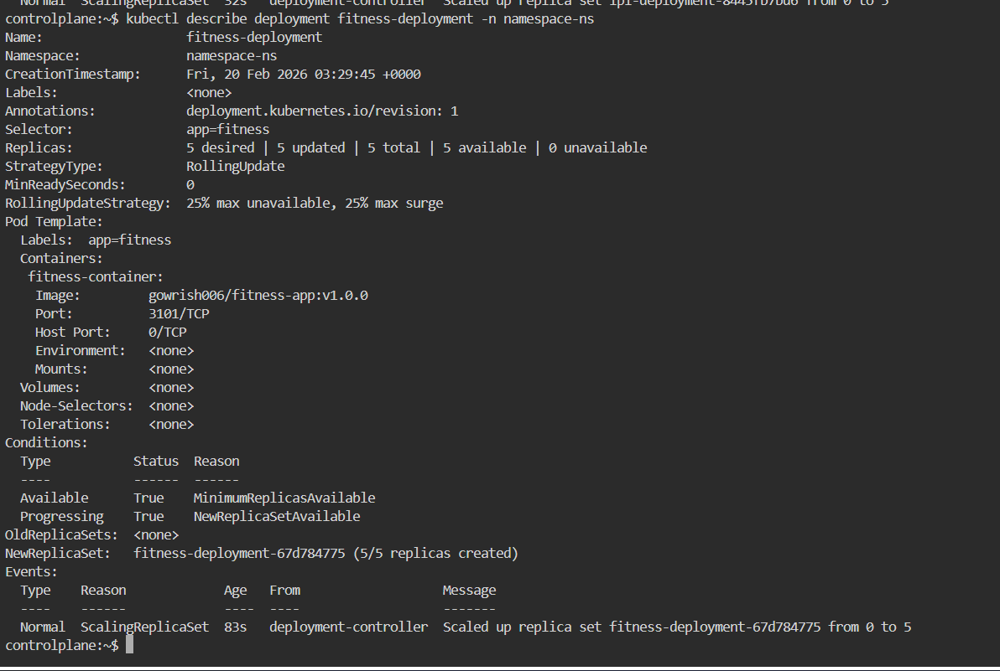 Normal ScalingReplicaSet 32s deployment-controller Scaled up replica set ipl-deployment-8445fb7bd6 from 0 to 5
controlplane:~$ kubectl describe deployment fitness-deployment -n namespace-ns
Name: fitness-deployment
Namespace: namespace-ns
CreationTimestamp: Fri, 20 Feb 2026 03:29:45 +0000
Labels: <none>
Annotations: deployment.kubernetes.io/revision: 1
Selector: app=fitness
Replicas: 5 desired | 5 updated | 5 total | 5 available | 0 unavailable
StrategyType: RollingUpdate
MinReadySeconds: 0
RollingUpdateStrategy: 25% max unavailable, 25% max surge
Pod Template:
Labels: app=fitness
Containers:
fitness-container:
Image: gowrish006/fitness-app:v1.0.0
Port: 3101/TCP
Host Port: 0/TCP
Environment: <none>
Mounts: <none>
Volumes: <none>
Node-Selectors: <none>
Tolerations: <none>
Conditions:
Type Status Reason
---- ------ ------
Available True MinimumReplicasAvailable
Progressing True NewReplicaSetAvailable
OldReplicaSets: <none>
NewReplicaSet: fitness-deployment-67d784775 (5/5 replicas created)
Events:
Type Reason Age From Message
---- ------ ---- ---- -------
Normal ScalingReplicaSet 83s deployment-controller Scaled up replica set fitness-deployment-67d784775 from 0 to 5
controlplane:~$